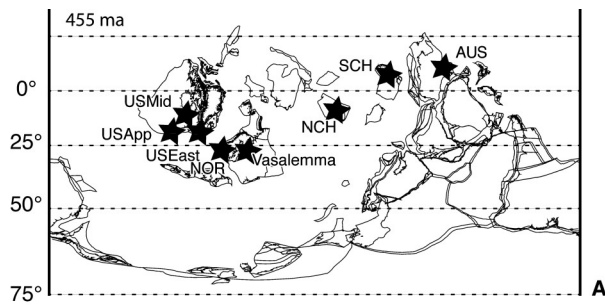 455 ma
AUS
SCH
0°
USMid
NCH
USApp
25°
USEast
Vasalemma
NOR
50°
75°
A